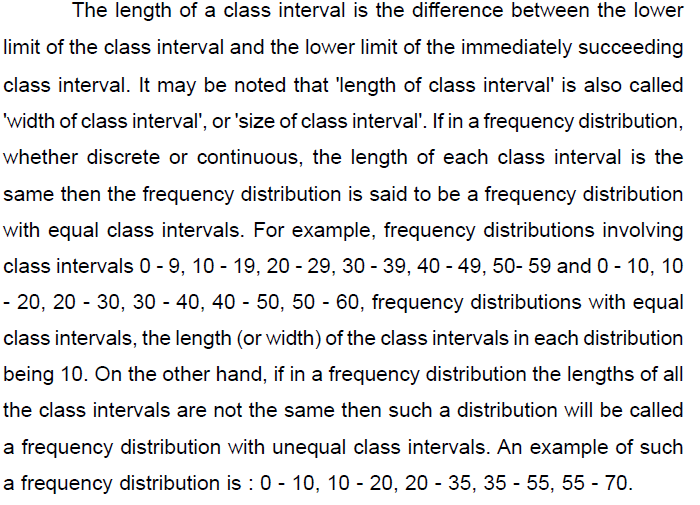 The length of a class interval is the difference between the lower
limit of the class interval and the lower limit of the immediately succeeding
class interval. It may be noted that 'length of class interval' is also called
'width of class interval', or 'size of class interval'. If in a frequency distribution,
whether discrete or continuous, the length of each class interval is the
same then the frequency distribution is said to be a frequency distribution
with equal class intervals. For example, frequency distributions involving
class intervals 0 - 9, 10 - 19, 20 - 29, 30 - 39, 40 - 49, 50- 59 and 0 - 10, 10
- 20, 20 - 30, 30 - 40, 40 - 50, 50 - 60, frequency distributions with equal
class intervals, the length (or width) of the class intervals in each distribution
being 10. On the other hand, if in a frequency distribution the lengths of all
the class intervals are not the same then such a distribution will be called
a frequency distribution with unequal class intervals. An example of such
a frequency distribution is : 0 - 10, 10 - 20, 20 - 35, 35 - 55, 55 - 70.